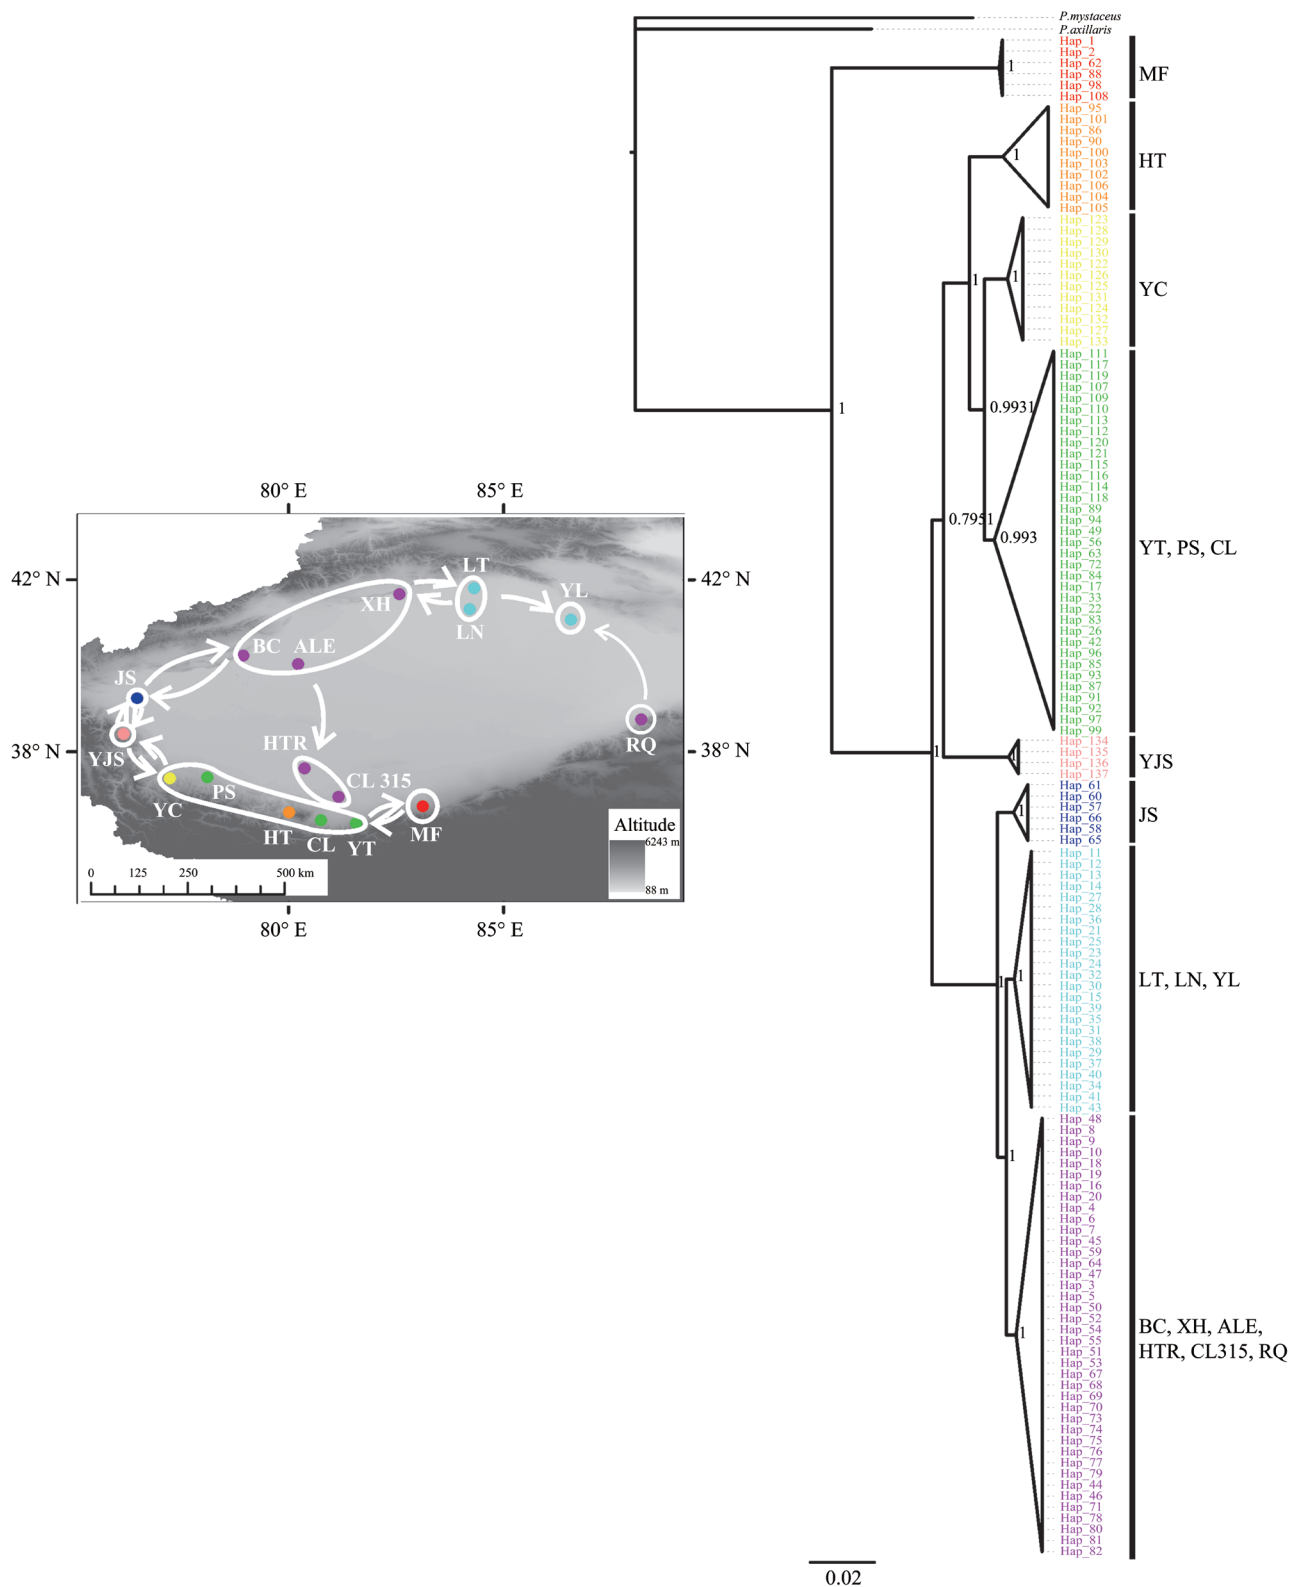 P.mystaceus
P.axillaris
Hap_1
Hap_2
Hap_62
Hap_88
Hap_98
Hap_108
MF
1
Hap_95
Hap_101
Hap_86
Hap_90
Hap_100
Hap_103
Hap_102
Hap_106
Hap_104
Hap_105
HT
1
Hap_123
Hap_128
Hap_129
Hap_130
Hap_122
Hap_126
Hap_125
Hap_131
Hap_124
Hap_132
Hap_127
Hap_133
YC
1
1
Hap_111
Hap_117
Hap_119
Hap_107
Hap_109
Hap_110
Hap_113
Hap_112
Hap_120
Hap_121
Hap_115
Hap_116
Hap_114
Hap_118
Hap_89
Hap_94
Hap_49
Hap_56
Hap_63
Hap_72
Hap_84
Hap_17
Hap_33
Hap_22
Hap_83
Hap_26
Hap_42
Hap_96
Hap_85
Hap_93
Hap_87
Hap_91
Hap_92
Hap_97
Hap_99
YT, PS, CL
0.9931
1
0.7951
0.993
Hap_134
Hap_135
Hap_136
Hap_137
YJS
1
1
Hap_61
Hap_60
Hap_57
Hap_66
Hap_58
Hap_65
JS
1
Hap_11
Hap_12
Hap_13
Hap_14
Hap_27
Hap_28
Hap_36
Hap_21
Hap_25
Hap_23
Hap_24
Hap_32
Hap_30
Hap_15
Hap_39
Hap_35
Hap_31
Hap_38
Hap_29
Hap_37
Hap_40
Hap_34
Hap_41
Hap_43
LT, LN, YL
1
1
Hap_48
Hap_8
Hap_9
Hap_10
Hap_18
Hap_19
Hap_16
Hap_20
Hap_4
Hap_6
Hap_7
Hap_45
Hap_59
Hap_64
Hap_47
Hap_3
Hap_5
Hap_50
Hap_52
Hap_54
Hap_55
Hap_51
Hap_53
Hap_67
Hap_68
Hap_69
Hap_70
Hap_73
Hap_74
Hap_75
Hap_76
Hap_77
Hap_79
Hap_44
Hap_46
Hap_71
Hap_78
Hap_80
Hap_81
Hap_82
BC, XH, ALE,
HTR, CL315, RQ
1
1
0.02
80° E 85° E
42° N 42° N
LT
XH
YL
LN
BC ALE
JS
HTR
RQ
38° N 38° N
YJS
CL 315
YC PS
HT
CL YT
MF
Altitude
6243 m
88 m
0 125 250 500 km
80° E 85° E